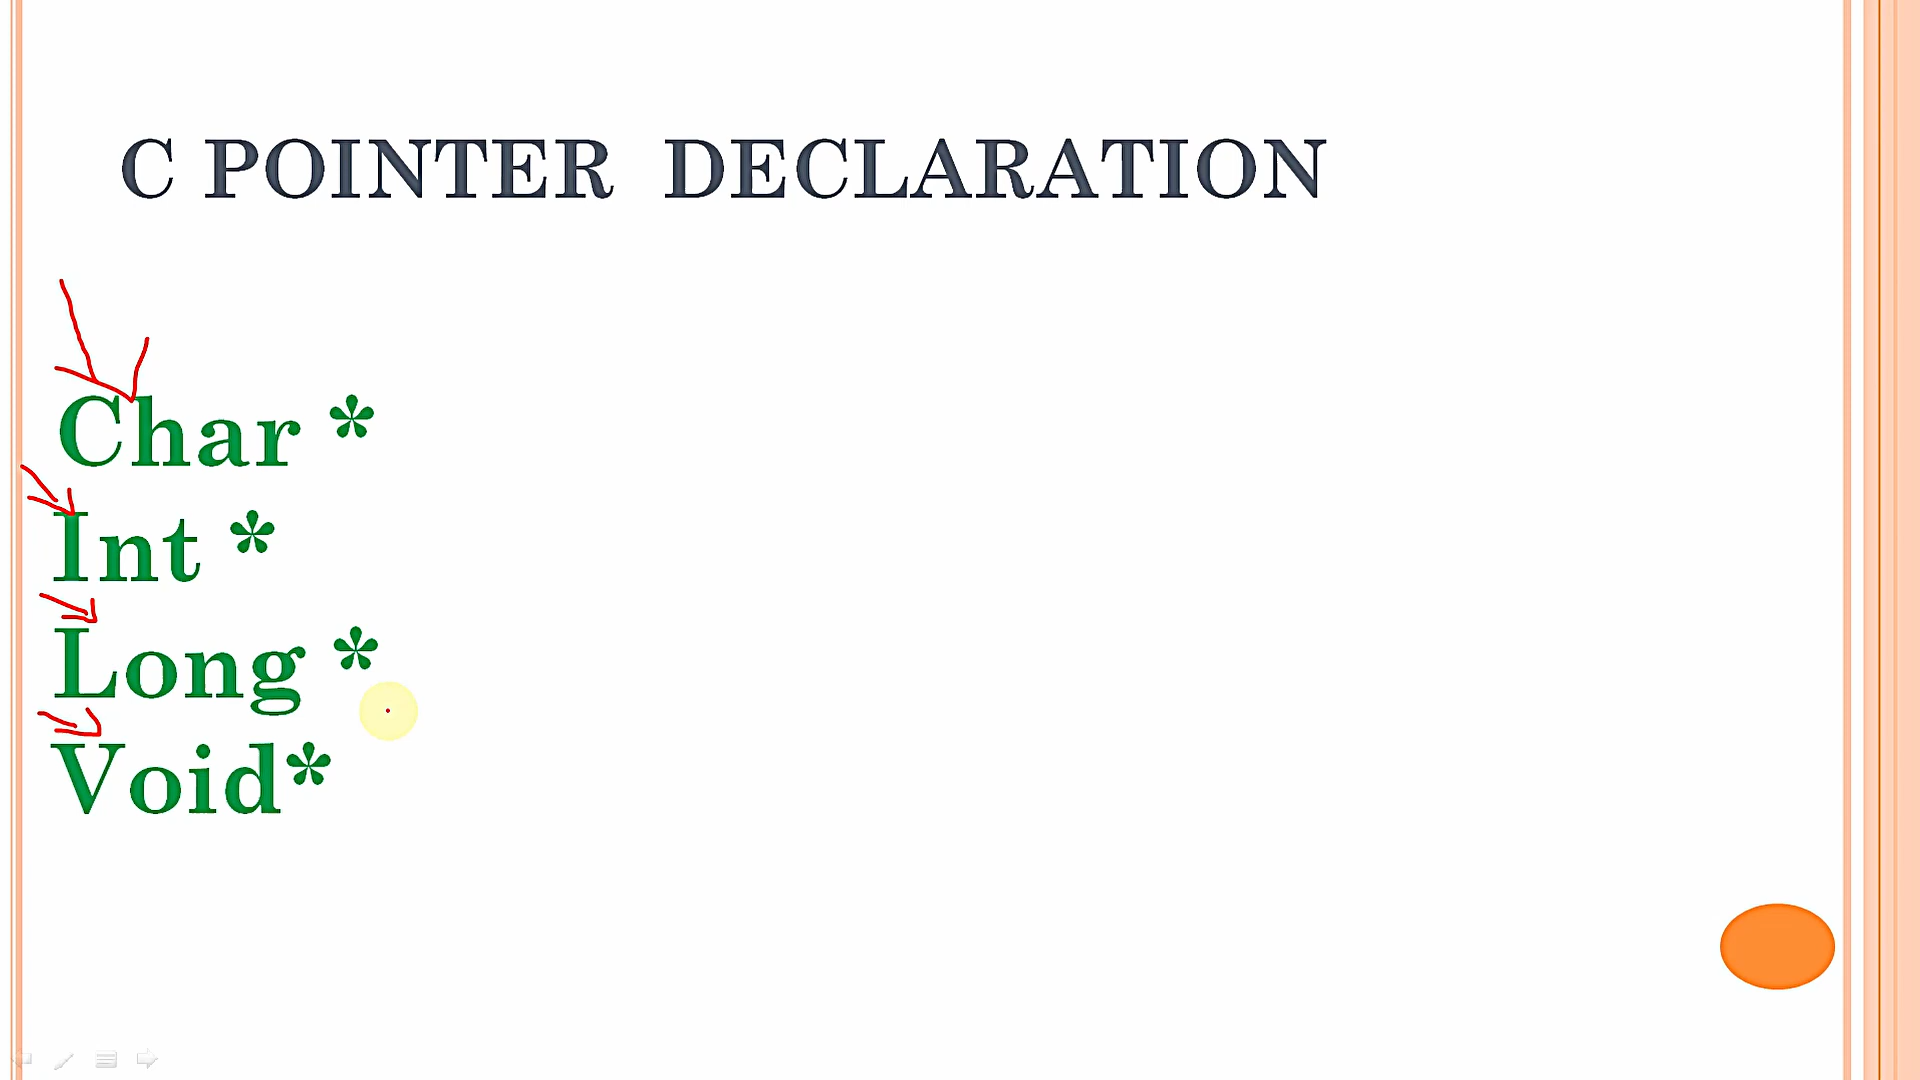 C POINTER DECLARATION
Char *
Int *
Long *
Void*